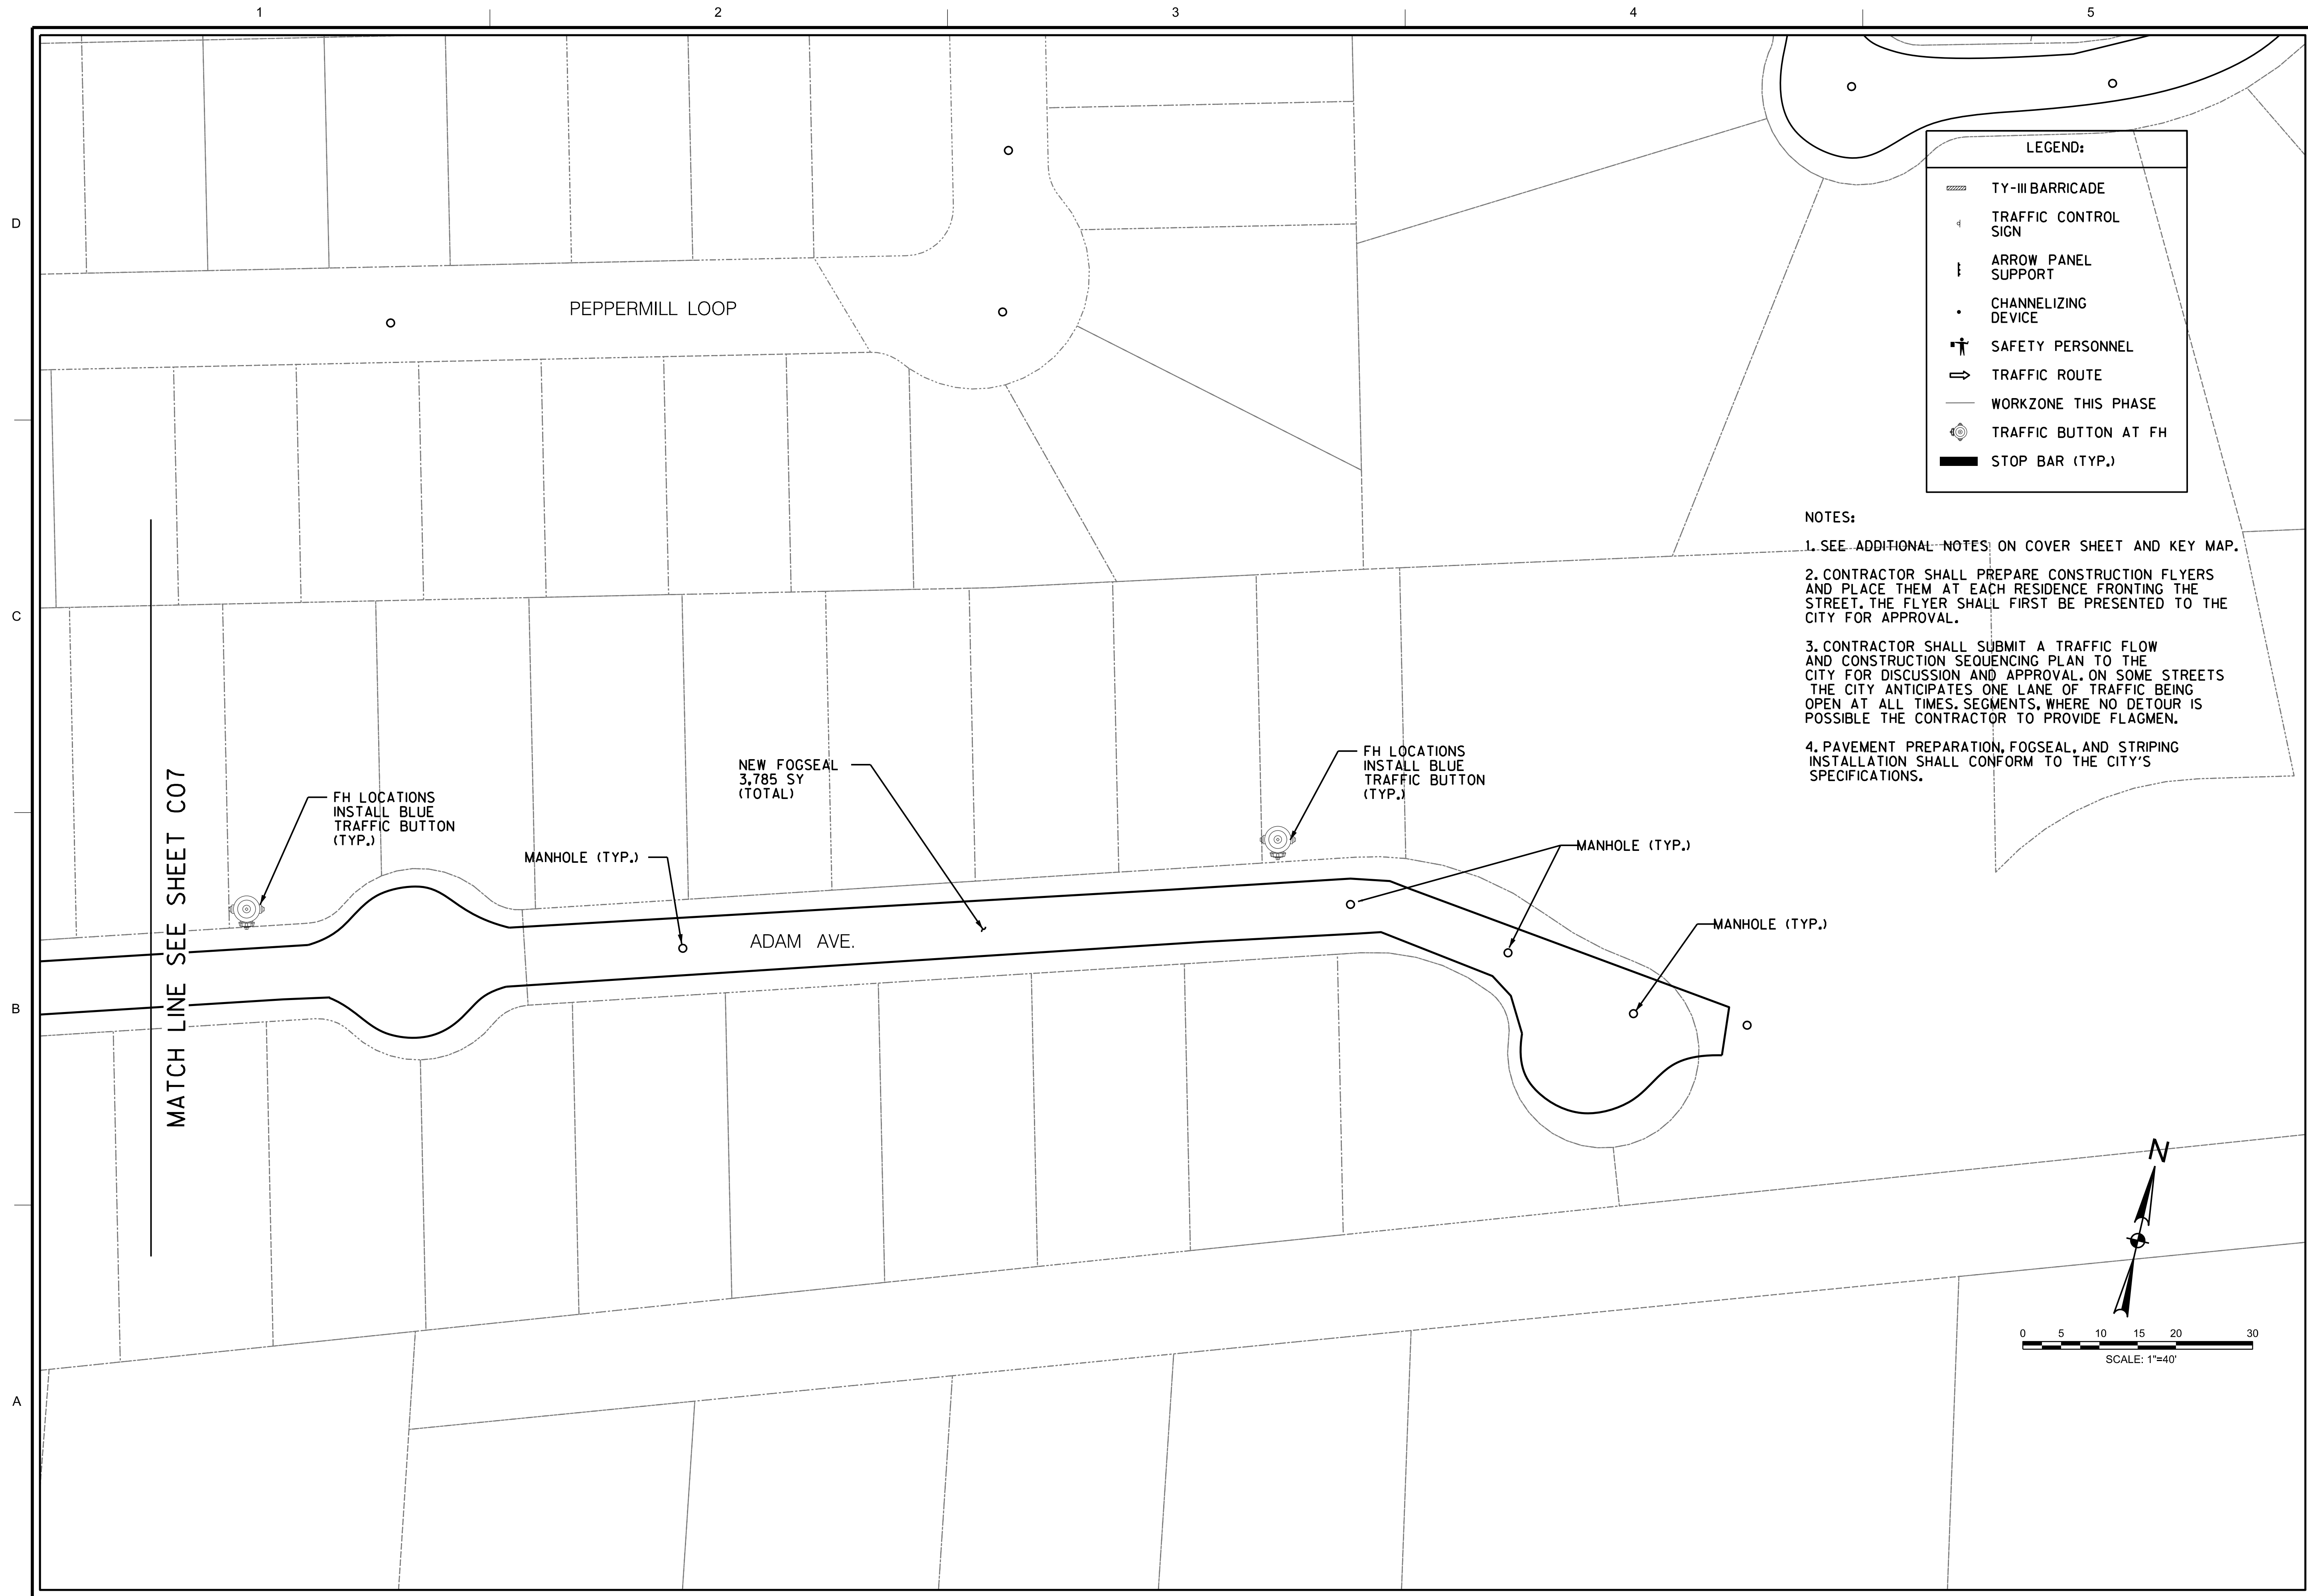 1 2 3 4 5
D
C
B
A
PEPPERMILL LOOP
LEGEND:
TY-III BARRICADE
TRAFFIC CONTROL
SIGN
ARROW PANEL
SUPPORT
CHANNELIZING
DEVICE
SAFETY PERSONNEL
TRAFFIC ROUTE
WORKZONE THIS PHASE
TRAFFIC BUTTON AT FH
STOP BAR (TYP.)
NOTES:
1. SEE ADDITIONAL NOTES ON COVER SHEET AND KEY MAP.
2. CONTRACTOR SHALL PREPARE CONSTRUCTION FLYERS
AND PLACE THEM AT EACH RESIDENCE FRONTING THE
STREET. THE FLYER SHALL FIRST BE PRESENTED TO THE
CITY FOR APPROVAL.
3. CONTRACTOR SHALL SUBMIT A TRAFFIC FLOW
AND CONSTRUCTION SEQUENCING PLAN TO THE
CITY FOR DISCUSSION AND APPROVAL. ON SOME STREETS
THE CITY ANTICIPATES ONE LANE OF TRAFFIC BEING
OPEN AT ALL TIMES. SEGMENTS, WHERE NO DETOUR IS
POSSIBLE THE CONTRACTOR TO PROVIDE FLAGMEN.
4. PAVEMENT PREPARATION, FOGSEAL, AND STRIPING
INSTALLATION SHALL CONFORM TO THE CITY'S
SPECIFICATIONS.
MATCH LINE SEE SHEET C07
FH LOCATIONS
INSTALL BLUE
TRAFFIC BUTTON
(TYP.)
MANHOLE (TYP.)
NEW FOGSEAL
3,785 SY
(TOTAL)
ADAM AVE.
FH LOCATIONS
INSTALL BLUE
TRAFFIC BUTTON
(TYP.)
MANHOLE (TYP.)
MANHOLE (TYP.)
N
0 5 10 15 20 30
SCALE: 1"=40'